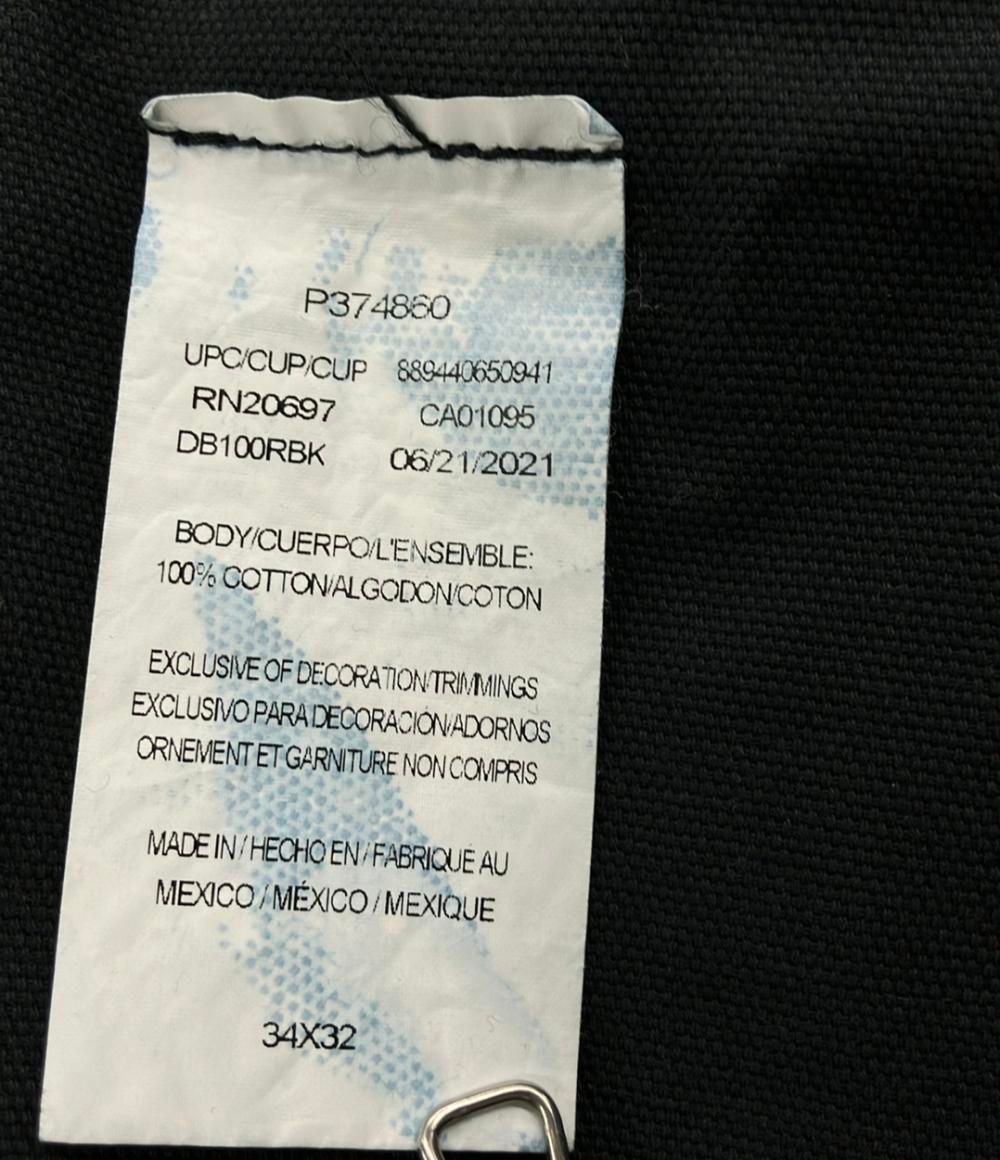 P374860
UPC/CUP/CUP 889440650941
RN20697 CA01095
DB100RBK 06/21/2021
BODY/CUERPO/L'ENSEMBLE:
100% COTTON/ALGODON/COTON
EXCLUSIVE OF DECORATION/TRIMMINGS
EXCLUSIVO PARA DECORACIÓN/ADORNOS
ORNEMENT ET GARNITURE NON COMPRIS
MADE IN / HECHO EN / FABRIQUÉ AU
MEXICO / MÉXICO / MEXIQUE
34X32